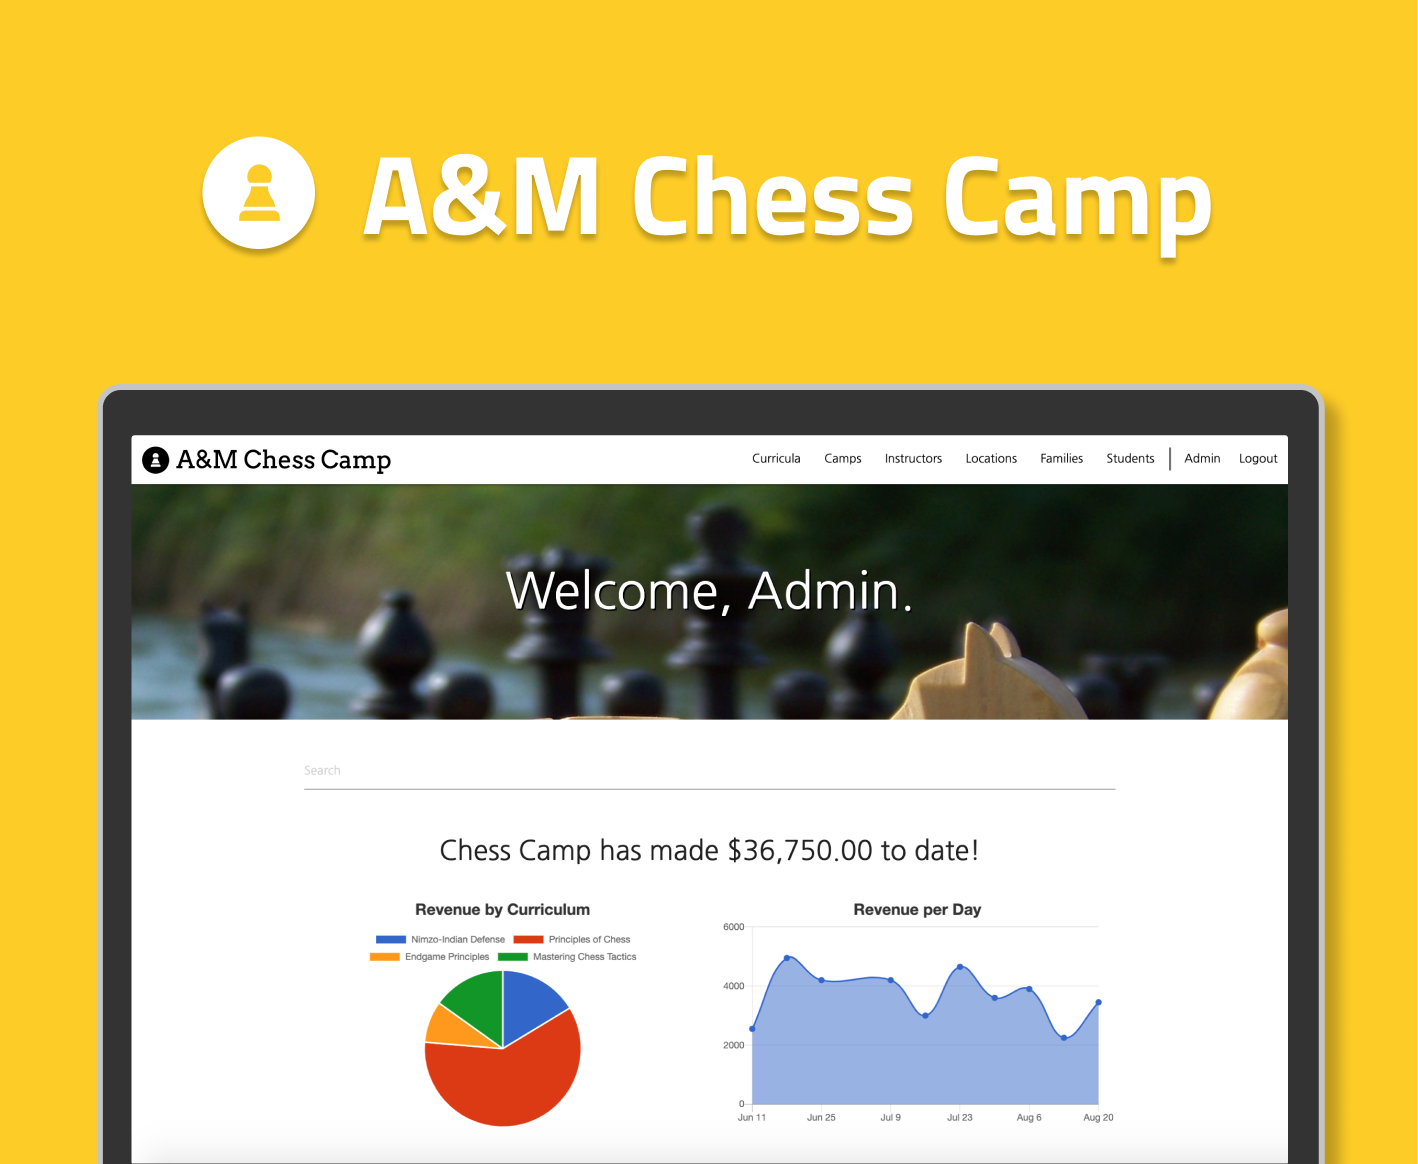 A&M Chess Camp
A&M Chess Camp
Curricula Camps Instructors Locations Families Students Admin Logout
Welcome, Admin.
Search
Chess Camp has made $36,750.00 to date!
Revenue by Curriculum
Nimzo-Indian Defense Principles of Chess
Endgame Principles Mastering Chess Tactics
Revenue per Day
6000
4000
2000
0
Jun 11 Jun 25 Jul 9 Jul 23 Aug 6 Aug 20